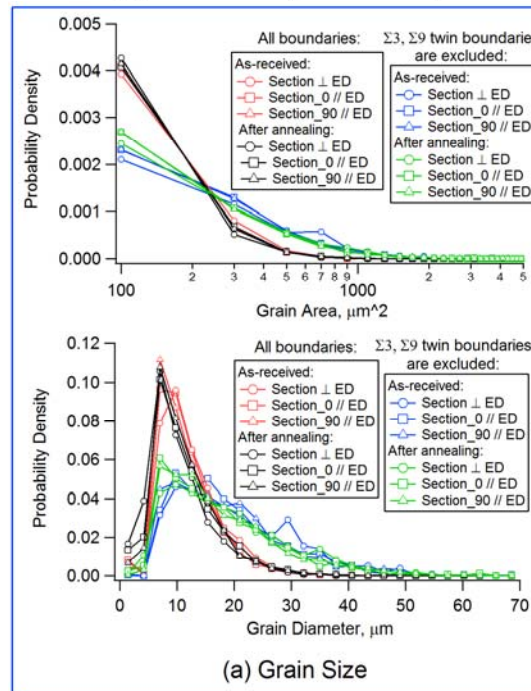 0.005
0.004
0.003
0.002
0.001
0.000
Probability Density
All boundaries:
As-received:
Section ⊥ ED
Section_0 // ED
Section_90 // ED
After annealing:
Section ⊥ ED
Section_0 // ED
Section_90 // ED
Σ3, Σ9 twin boundaries
are excluded:
As-received:
Section ⊥ ED
Section_0 // ED
Section_90 // ED
After annealing:
Section ⊥ ED
Section_0 // ED
Section_90 // ED
100 2 3 4 5 6 7 8 9 1000 2 3 4 5
Grain Area, μm^2
0.12
0.10
0.08
0.06
0.04
0.02
0.00
Probability Density
All boundaries:
As-received:
Section ⊥ ED
Section_0 // ED
Section_90 // ED
After annealing:
Section ⊥ ED
Section_0 // ED
Section_90 // ED
Σ3, Σ9 twin boundaries
are excluded:
As-received:
Section ⊥ ED
Section_0 // ED
Section_90 // ED
After annealing:
Section ⊥ ED
Section_0 // ED
Section_90 // ED
0 10 20 30 40 50 60 70
Grain Diameter, μm
(a) Grain Size